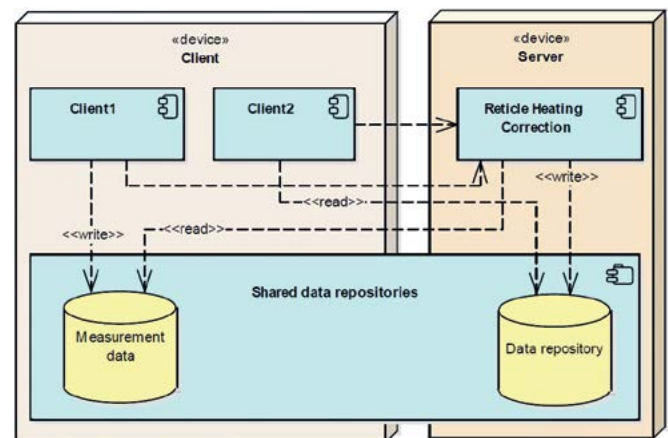 «device»
Client
«device»
Server
Client1
Client2
Reticle Heating
Correction
<<write>>
<<read>>
<<write>>
<<read>>
Shared data repositories
Measurement
data
Data repository